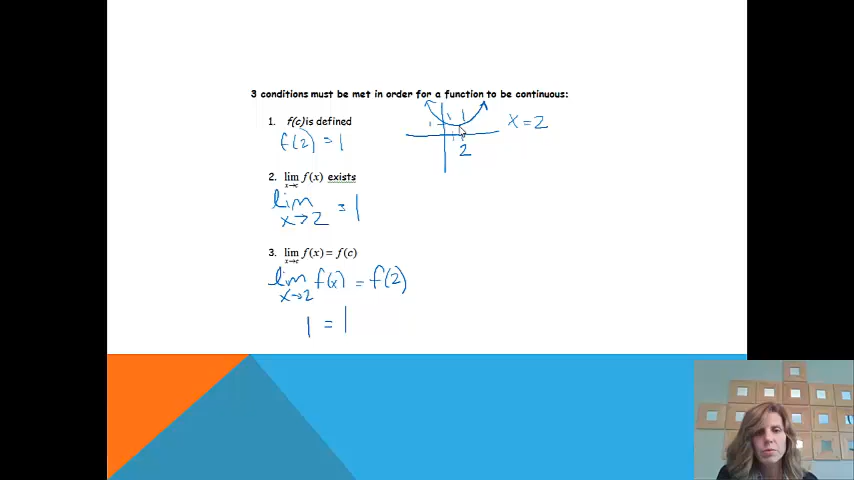 3 conditions must be met in order for a function to be continuous:
1. f(c) is defined
f(2) = 1
x = 2
1
2
2. lim x→c f(x) exists
lim x→2 = 1
3. lim x→c f(x) = f(c)
lim x→2 f(x) = f(2)
1 = 1